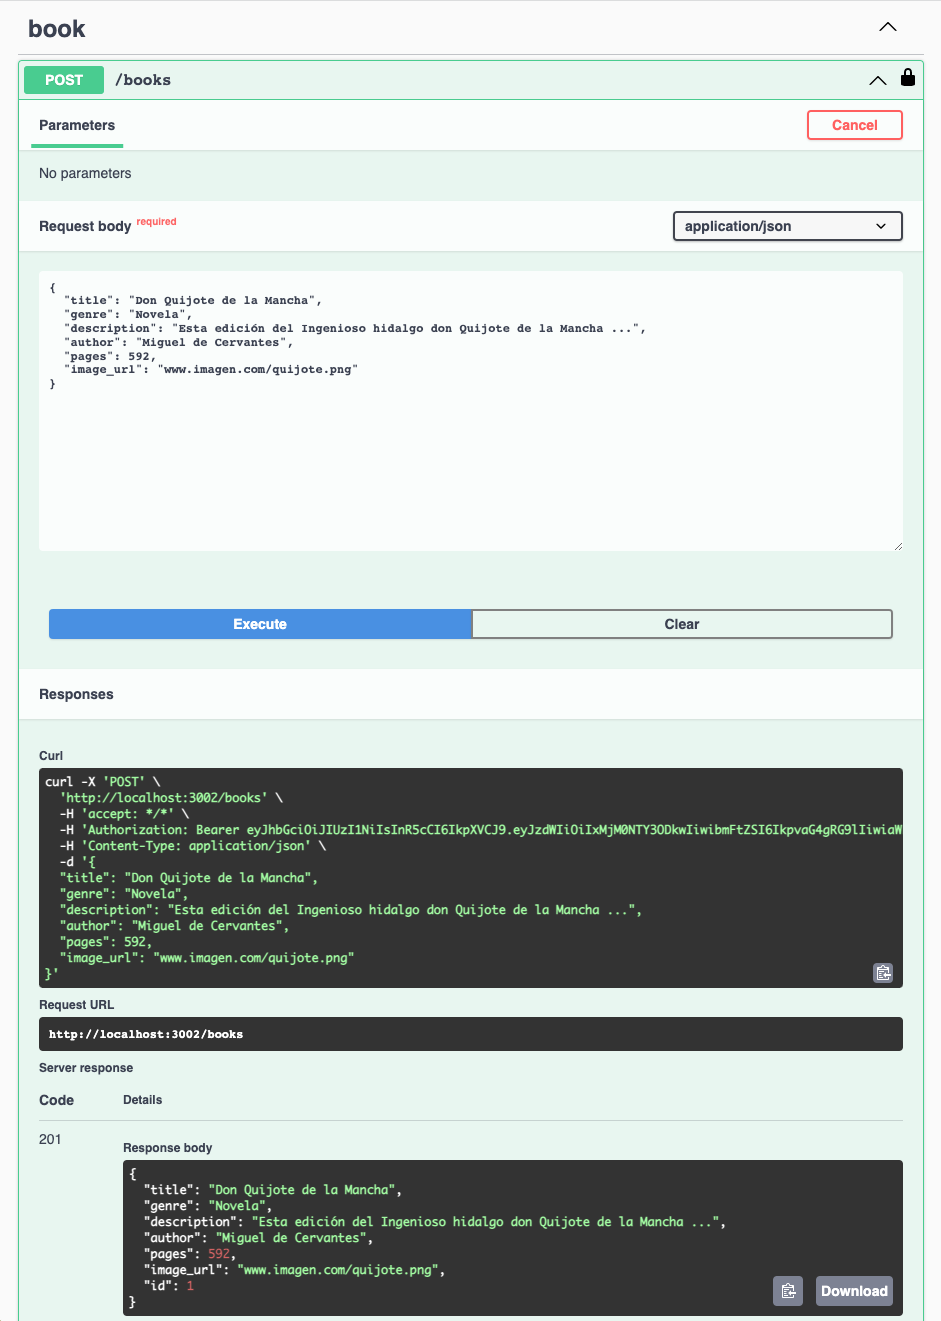 book
POST /books
Parameters Cancel
No parameters
Request body required application/json
{
"title": "Don Quijote de la Mancha",
"genre": "Novela",
"description": "Esta edición del Ingenioso hidalgo don Quijote de la Mancha ...",
"author": "Miguel de Cervantes",
"pages": 592,
"image_url": "www.imagen.com/quijote.png"
}
Execute Clear
Responses
Curl
curl -X 'POST' \
'http://localhost:3002/books' \
-H 'accept: */*' \
-H 'Authorization: Bearer eyJhbGciOiJIUzI1NiIsInR5cCI6IkpXVCJ9.eyJzdWIiOiIxMjM0NTY3ODkwIiwibmFtZSI6IkpvaG4gRG9lIiwiaW
-H 'Content-Type: application/json' \
-d '{
"title": "Don Quijote de la Mancha",
"genre": "Novela",
"description": "Esta edición del Ingenioso hidalgo don Quijote de la Mancha ...",
"author": "Miguel de Cervantes",
"pages": 592,
"image_url": "www.imagen.com/quijote.png"
}'
Request URL
http://localhost:3002/books
Server response
Code Details
201
Response body
{
"title": "Don Quijote de la Mancha",
"genre": "Novela",
"description": "Esta edición del Ingenioso hidalgo don Quijote de la Mancha ...",
"author": "Miguel de Cervantes",
"pages": 592,
"image_url": "www.imagen.com/quijote.png",
"id": 1
}
Download